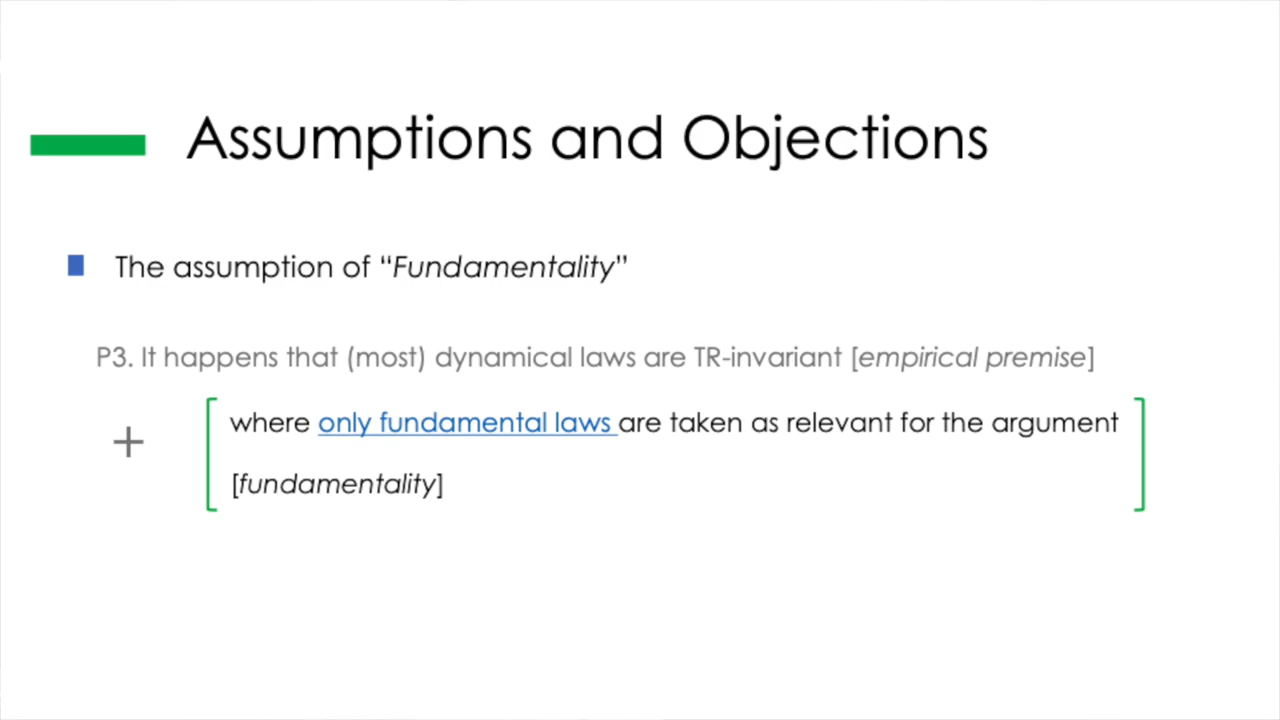 Assumptions and Objections
The assumption of “Fundamentality”
P3. It happens that (most) dynamical laws are TR-invariant [empirical premise]
where only fundamental laws are taken as relevant for the argument
+
[fundamentality]